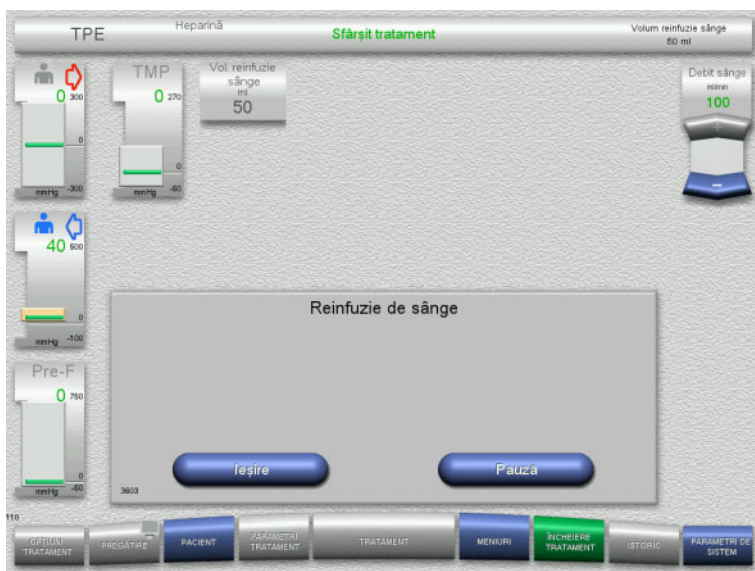 TPE
Heparină
Sfârșit tratament
Volum reinfuzie sânge
50 ml
0
300
0
mmHg
-300
TMP
0
270
0
mmHg
-60
Vol. reinfuzie
sânge
ml
50
Debit sânge
ml/min
100
+
-
40
500
0
mmHg
-100
Pre-F
0
750
0
mmHg
-50
Reinfuzie de sânge
Ieșire
Pauză
3603
116
OPȚIUNI
TRATAMENT
PREGĂTIRE
PACIENT
PARAMETRI
TRATAMENT
TRATAMENT
MENIURI
ÎNCHEIERE
TRATAMENT
ISTORIC
PARAMETRI DE
SISTEM